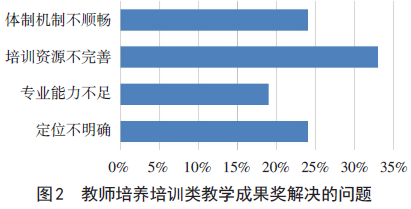 体制机制不顺畅
培训资源不完善
专业能力不足
定位不明确
0% 5% 10% 15% 20% 25% 30% 35%
图2 教师培养培训类教学成果奖解决的问题